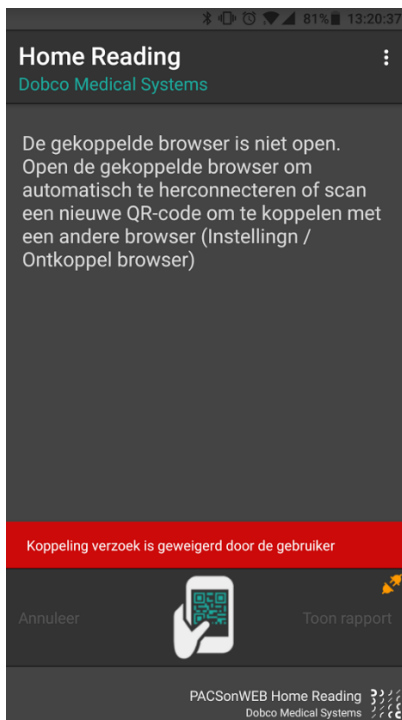 81% 13:20:37
Home Reading
Dobco Medical Systems
De gekoppelde browser is niet open.
Open de gekoppelde browser om
automatisch te herconnecteren of scan
een nieuwe QR-code om te koppelen met
een andere browser (Instellingn /
Ontkoppel browser)
Koppeling verzoek is geweigerd door de gebruiker
Annuleer
Toon rapport
PACSonWEB Home Reading
Dobco Medical Systems